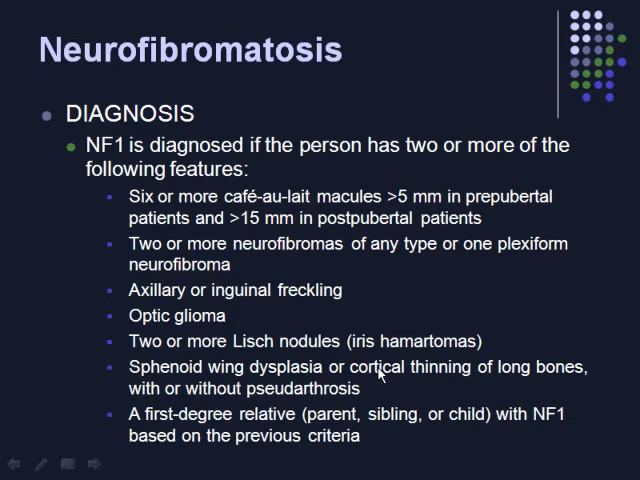 Neurofibromatosis
DIAGNOSIS
NF1 is diagnosed if the person has two or more of the
following features:
Six or more café-au-lait macules >5 mm in prepubertal
patients and >15 mm in postpubertal patients
Two or more neurofibromas of any type or one plexiform
neurofibroma
Axillary or inguinal freckling
Optic glioma
Two or more Lisch nodules (iris hamartomas)
Sphenoid wing dysplasia or cortical thinning of long bones,
with or without pseudarthrosis
A first-degree relative (parent, sibling, or child) with NF1
based on the previous criteria